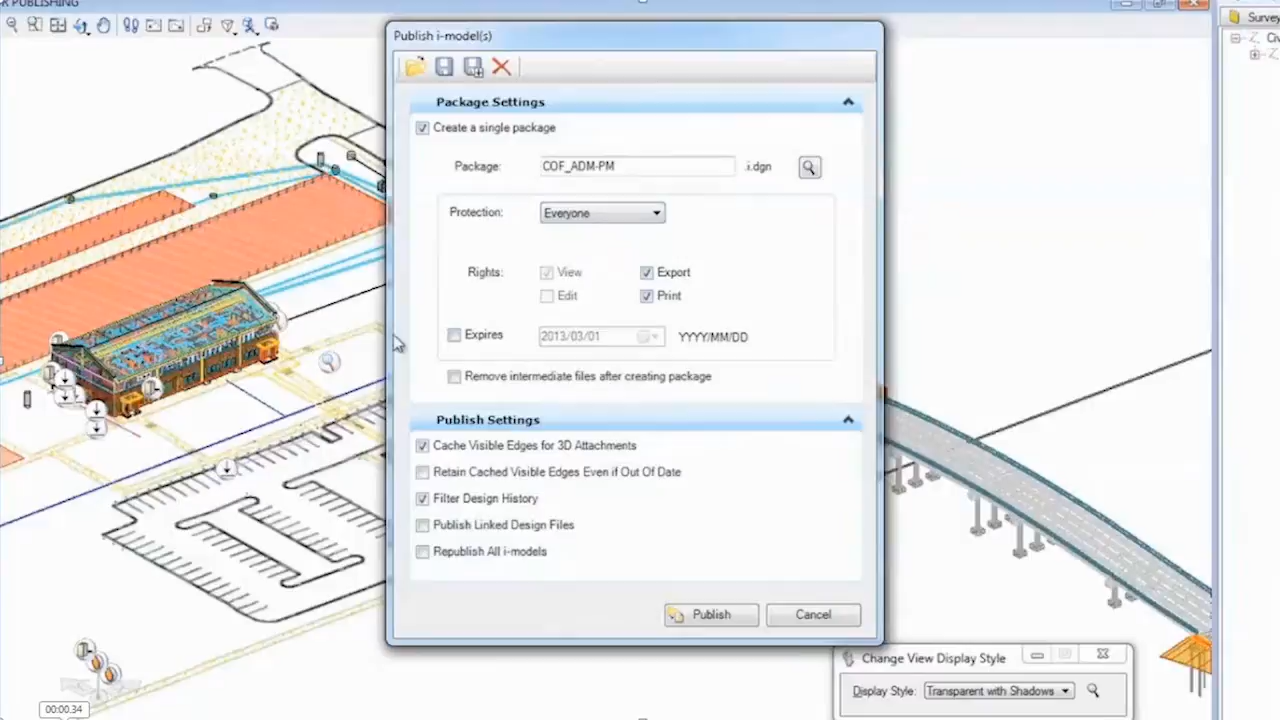 R PUBLISHING
Publish i-model(s)
Survey
Package Settings
Create a single package
Package: COF_ADM-PM .i.dgn
Protection: Everyone
Rights: View Export
Edit Print
Expires 2013/03/01 YYYY/MM/DD
Remove intermediate files after creating package
Publish Settings
Cache Visible Edges for 3D Attachments
Retain Cached Visible Edges Even if Out Of Date
Filter Design History
Publish Linked Design Files
Republish All i-models
Publish Cancel
Change View Display Style
Display Style: Transparent with Shadows
00:00.34